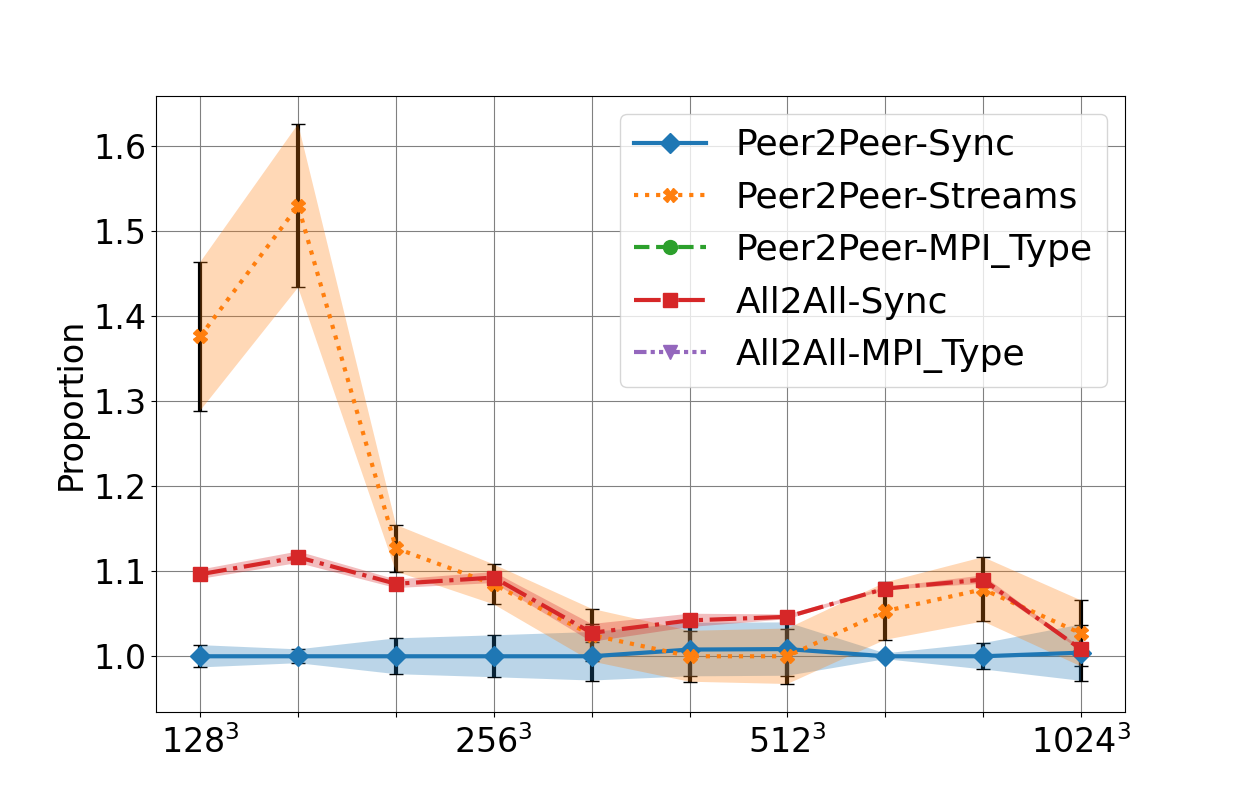 1.6
1.5
1.4
1.3
1.2
1.1
1.0
Proportion
Peer2Peer-Sync
Peer2Peer-Streams
Peer2Peer-MPI_Type
All2All-Sync
All2All-MPI_Type
128³ 256³ 512³ 1024³